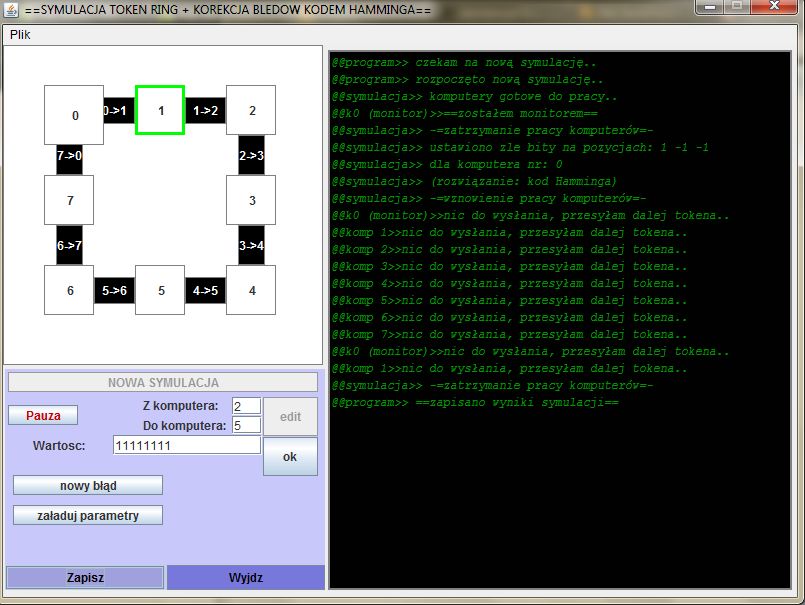 ==SYMULACJA TOKEN RING + KOREKCJA BLEDOW KODEM HAMMINGA==
Plik
0 0->1 1 1->2 2
7->0 2->3
7 3
6->7 3->4
6 5->6 5 4->5 4
NOWA SYMULACJA
Pauza
Z komputera: 2
Do komputera: 5
edit
Wartosc: 11111111
ok
nowy błąd
załaduj parametry
Zapisz Wyjdz
@@program>> czekam na nową symulację..
@@program>> rozpoczęto nową symulację..
@@symulacja>> komputery gotowe do pracy..
@@k0 (monitor)>>==zostałem monitorem==
@@symulacja>> -=zatrzymanie pracy komputerów=-
@@symulacja>> ustawiono zle bity na pozycjach: 1 -1 -1
@@symulacja>> dla komputera nr: 0
@@symulacja>> (rozwiązanie: kod Hamminga)
@@symulacja>> -=wznowienie pracy komputerów=-
@@k0 (monitor)>>nic do wysłania, przesyłam dalej tokena..
@@komp 1>>nic do wysłania, przesyłam dalej tokena..
@@komp 2>>nic do wysłania, przesyłam dalej tokena..
@@komp 3>>nic do wysłania, przesyłam dalej tokena..
@@komp 4>>nic do wysłania, przesyłam dalej tokena..
@@komp 5>>nic do wysłania, przesyłam dalej tokena..
@@komp 6>>nic do wysłania, przesyłam dalej tokena..
@@komp 7>>nic do wysłania, przesyłam dalej tokena..
@@k0 (monitor)>>nic do wysłania, przesyłam dalej tokena..
@@komp 1>>nic do wysłania, przesyłam dalej tokena..
@@symulacja>> -=zatrzymanie pracy komputerów=-
@@program>> ==zapisano wyniki symulacji==